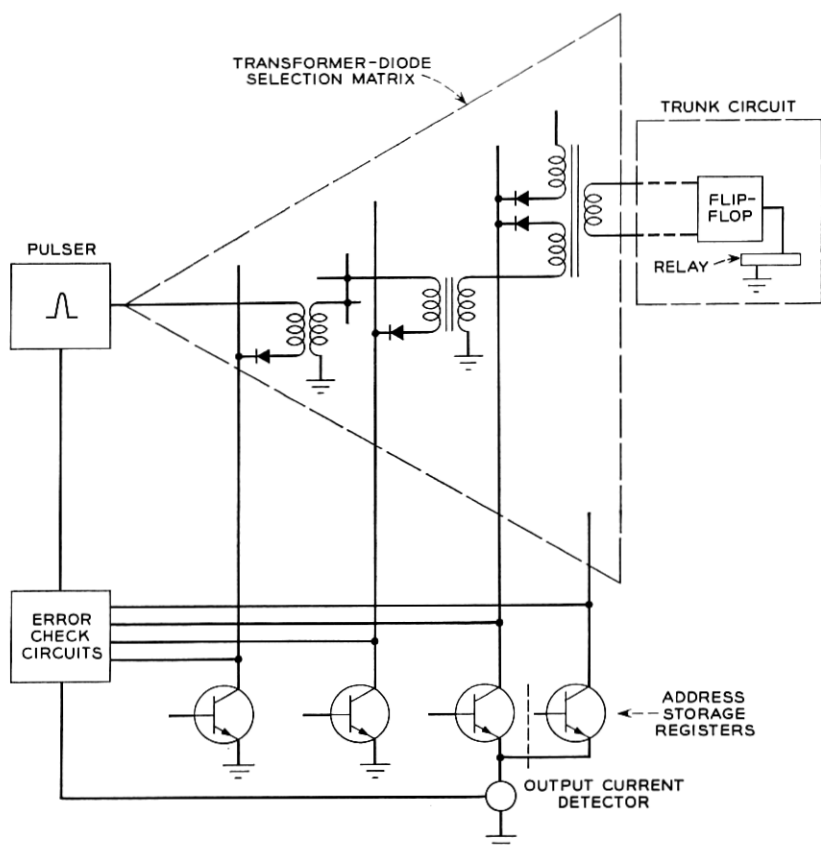 TRANSFORMER-DIODE
SELECTION MATRIX
TRUNK CIRCUIT
FLIP-
FLOP
RELAY
PULSER
ERROR
CHECK
CIRCUITS
ADDRESS
STORAGE
REGISTERS
OUTPUT CURRENT
DETECTOR